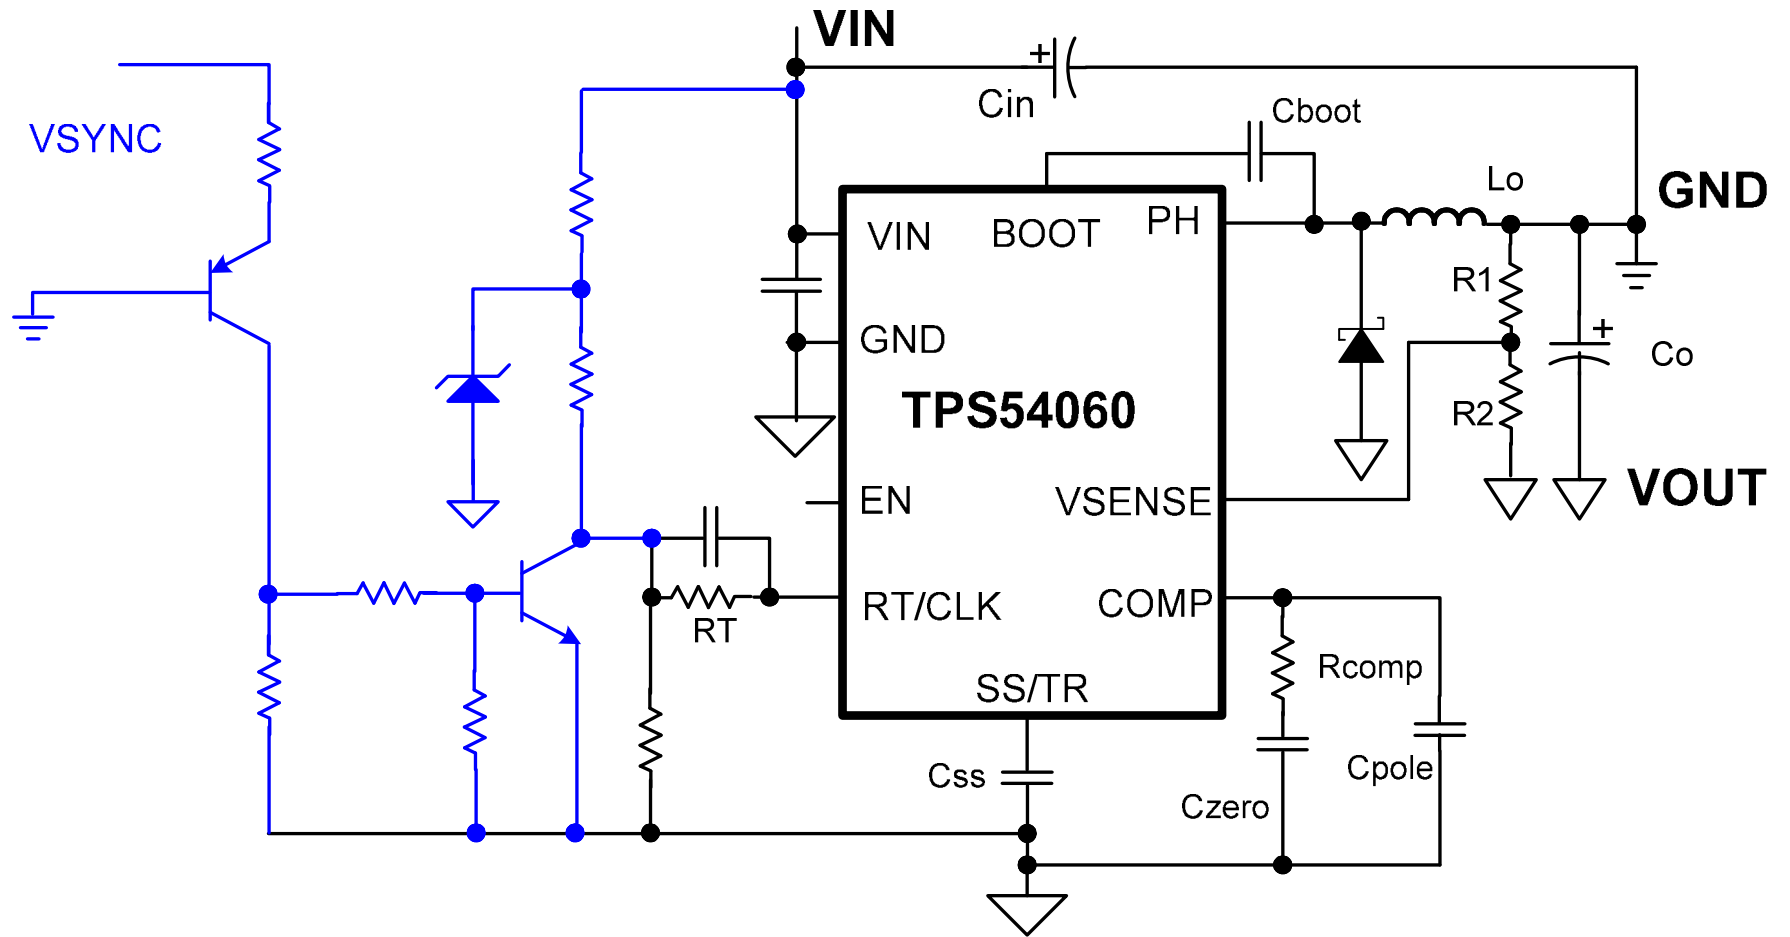 VIN
+
Cin
Cboot
VSYNC
Lo
GND
VIN
BOOT
PH
R1
GND
+
Co
TPS54060
R2
VOUT
EN
VSENSE
RT/CLK
COMP
RT
SS/TR
Rcomp
Css
Cpole
Czero